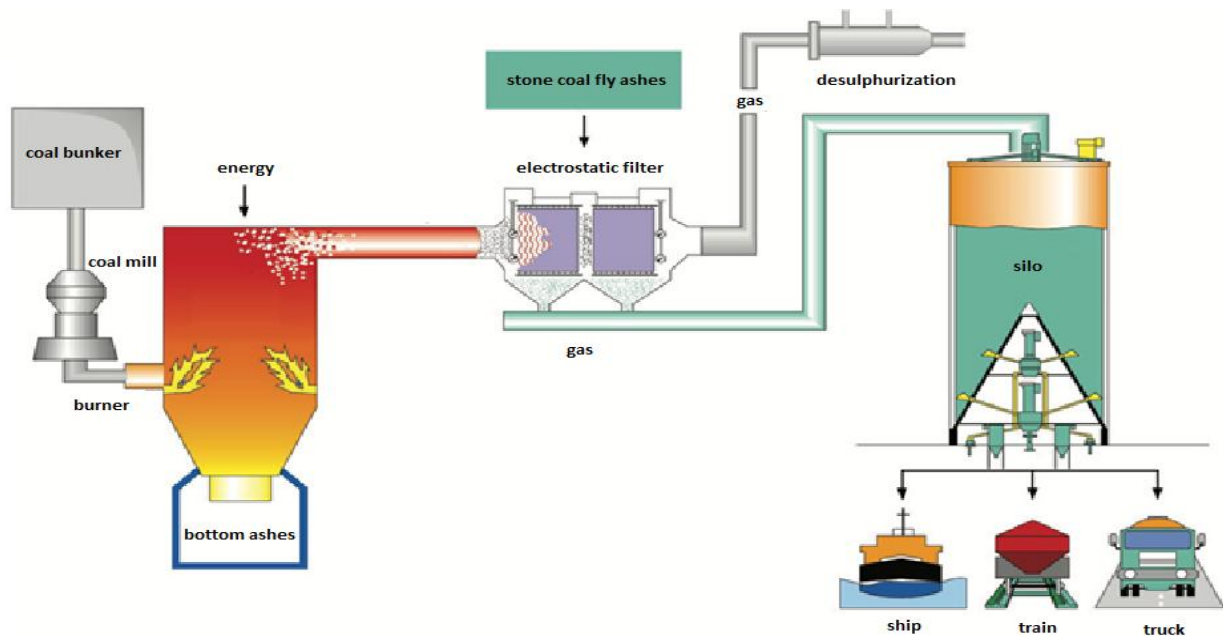 stone coal fly ashes
desulphurization
gas
coal bunker
energy
electrostatic filter
coal mill
silo
gas
burner
bottom ashes
ship
train
truck